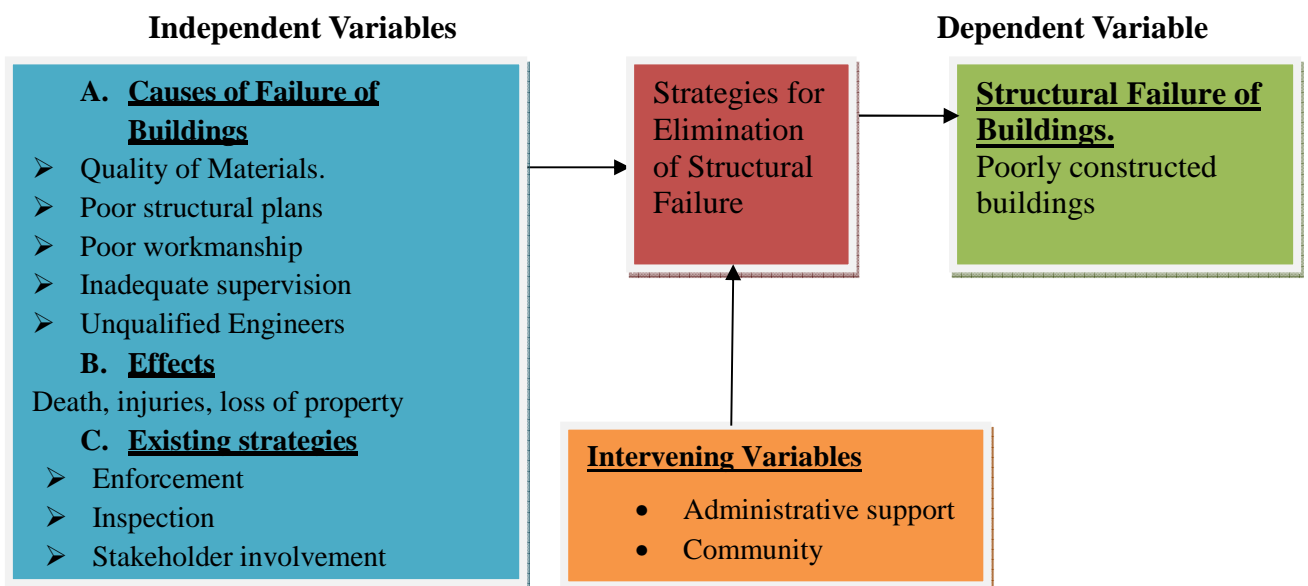 Independent Variables
Dependent Variable
A. Causes of Failure of
Buildings
➢ Quality of Materials.
➢ Poor structural plans
➢ Poor workmanship
➢ Inadequate supervision
➢ Unqualified Engineers
B. Effects
Death, injuries, loss of property
C. Existing strategies
➢ Enforcement
➢ Inspection
➢ Stakeholder involvement
Strategies for
Elimination
of Structural
Failure
Structural Failure of
Buildings.
Poorly constructed
buildings
Intervening Variables
• Administrative support
• Community